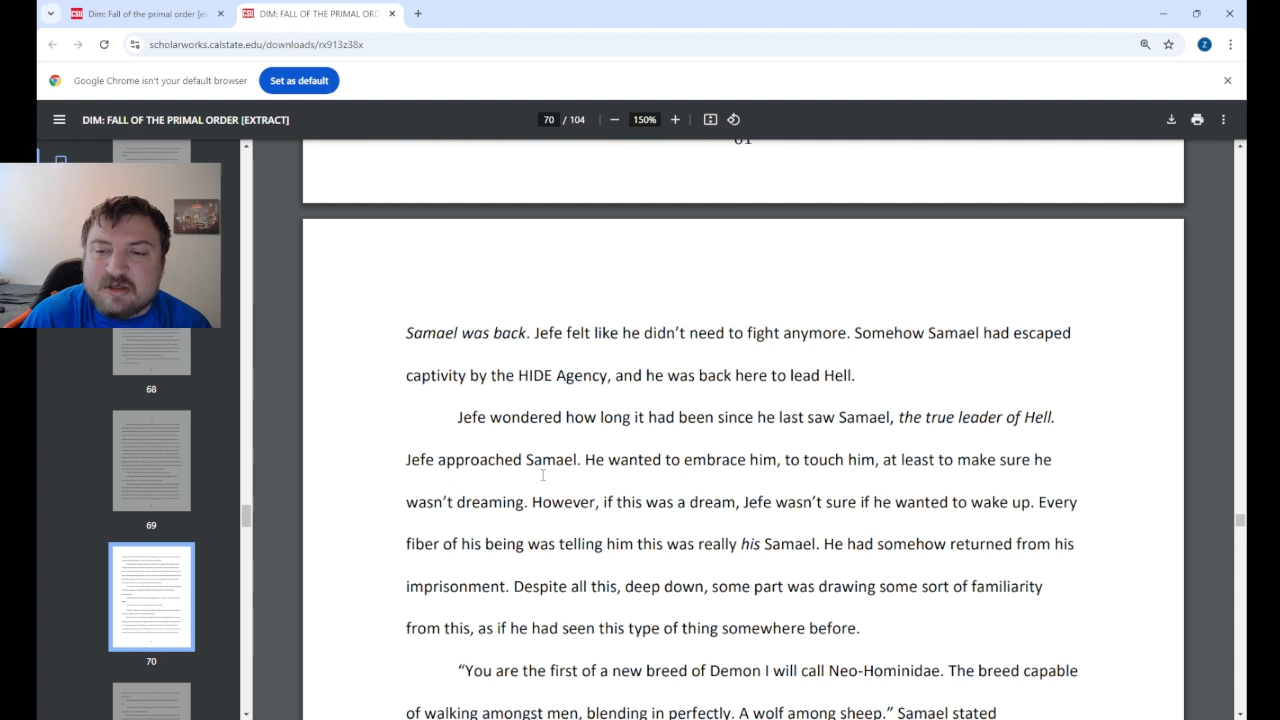 DIM: Fall of the primal order [ex
DIM: FALL OF THE PRIMAL ORD
scholarworks.calstate.edu/downloads/rx913z38x
Z
Google Chrome isn't your default browser
Set as default
DIM: FALL OF THE PRIMAL ORDER [EXTRACT]
70 / 104
150%
68
69
70
Samael was back. Jefe felt like he didn't need to fight anymore. Somehow Samael had escaped
captivity by the HIDE Agency, and he was back here to lead Hell.
Jefe wondered how long it had been since he last saw Samael, the true leader of Hell.
Jefe approached Samael. He wanted to embrace him, to touch him, at least to make sure he
wasn't dreaming. However, if this was a dream, Jefe wasn't sure if he wanted to wake up. Every
fiber of his being was telling him this was really his Samael. He had somehow returned from his
imprisonment. Despite all this, deep down, some part was drawing some sort of familiarity
from this, as if he had seen this type of thing somewhere before.
“You are the first of a new breed of Demon I will call Neo-Hominidae. The breed capable
of walking amongst men, blending in perfectly. A wolf among sheep.” Samael stated